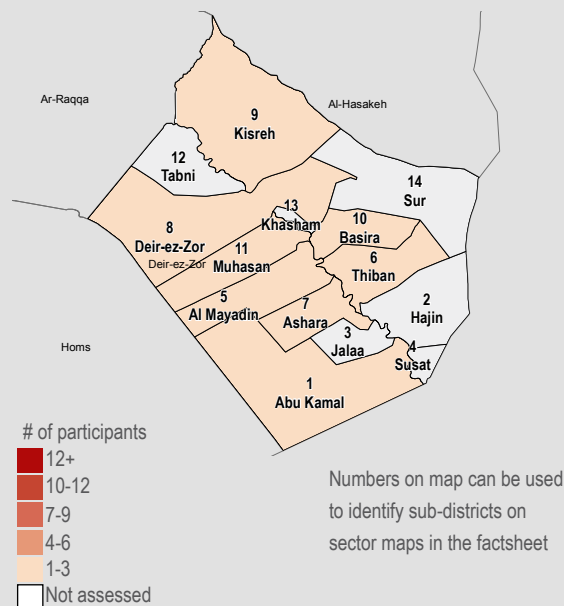 Ar-Raqqa
Al-Hasakeh
9
Kisreh
12
Tabni
14
Sur
13
Khasham
10
Basira
8
Deir-ez-Zor
Deir-ez-Zor
11
Muhasan
6
Thiban
5
Al Mayadin
7
Ashara
2
Hajin
3
Jalaa
4
Susat
Homs
1
Abu Kamal
# of participants
12+
10-12
7-9
4-6
1-3
Not assessed
Numbers on map can be used
to identify sub-districts on
sector maps in the factsheet